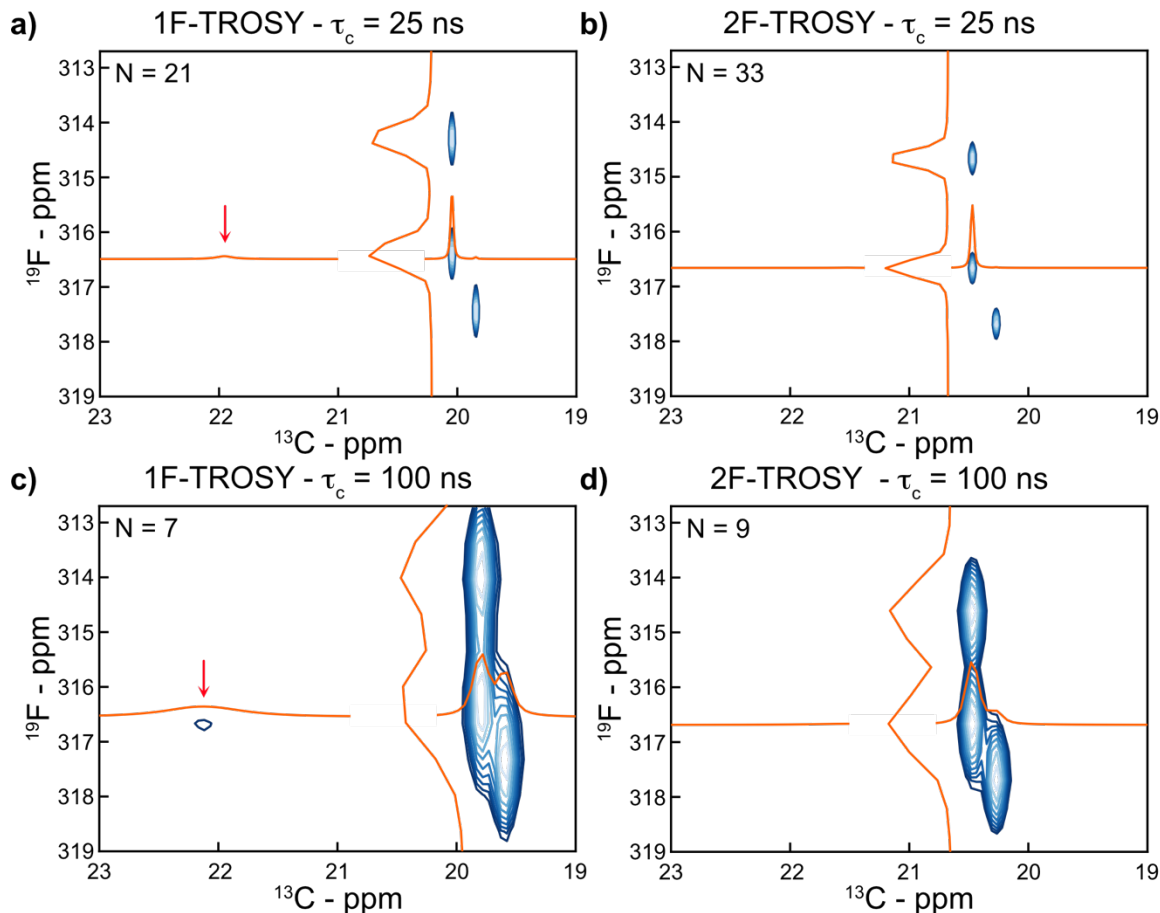 a) 1F-TROSY - τc = 25 ns
N = 21
313
314
315
316
317
318
319
¹⁹F - ppm
23 22 21 20 19
¹³C - ppm
b) 2F-TROSY - τc = 25 ns
N = 33
313
314
315
316
317
318
319
¹⁹F - ppm
23 22 21 20 19
¹³C - ppm
c) 1F-TROSY - τc = 100 ns
N = 7
313
314
315
316
317
318
319
¹⁹F - ppm
23 22 21 20 19
¹³C - ppm
d) 2F-TROSY - τc = 100 ns
N = 9
313
314
315
316
317
318
319
¹⁹F - ppm
23 22 21 20 19
¹³C - ppm